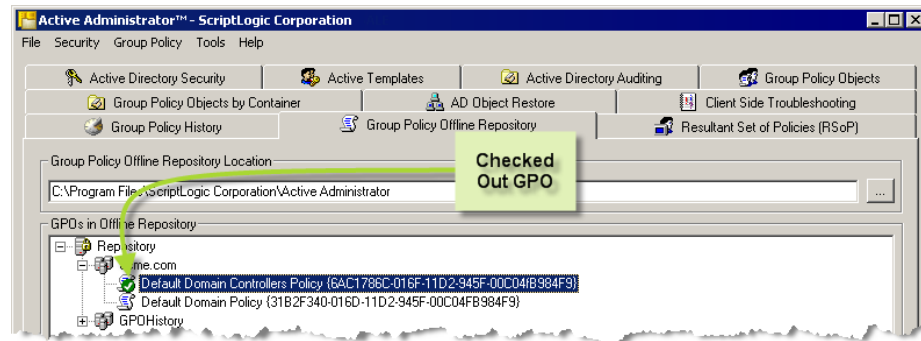 Active Administrator™ - ScriptLogic Corporation
File Security Group Policy Tools Help
Active Directory Security Active Templates Active Directory Auditing Group Policy Objects
Group Policy Objects by Container AD Object Restore Client Side Troubleshooting
Group Policy History Group Policy Offline Repository Resultant Set of Policies (RSoP)
Group Policy Offline Repository Location
Checked
Out GPO
C:\Program Files\ScriptLogic Corporation\Active Administrator
...
GPOs in Offline Repository
Repository
Default Domain Controllers Policy {6AC1786C-016F-11D2-945F-00C04fB984F9}
Default Domain Policy {31B2F340-016D-11D2-945F-00C04FB984F9}
GPOHistory